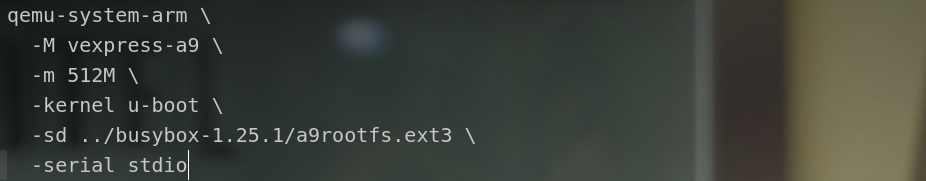 qemu-system-arm \
-M vexpress-a9 \
-m 512M \
-kernel u-boot \
-sd ../busybox-1.25.1/a9rootfs.ext3 \
-serial stdio